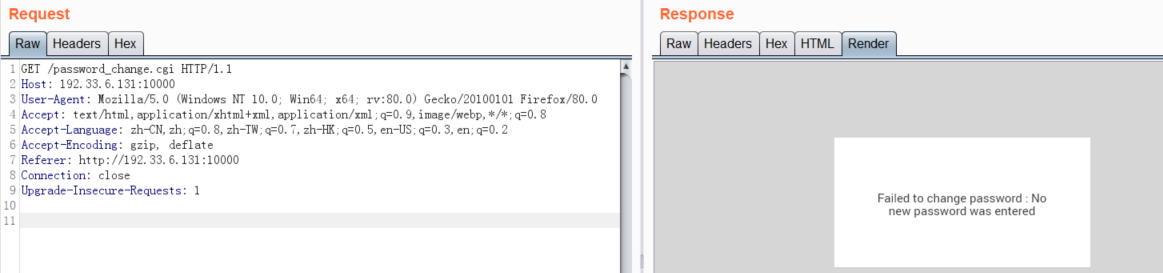 Request
Raw Headers Hex
1 GET /password_change.cgi HTTP/1.1
2 Host: 192.33.6.131:10000
3 User-Agent: Mozilla/5.0 (Windows NT 10.0; Win64; x64; rv:80.0) Gecko/20100101 Firefox/80.0
4 Accept: text/html,application/xhtml+xml,application/xml;q=0.9,image/webp,*/*;q=0.8
5 Accept-Language: zh-CN,zh;q=0.8,zh-TW;q=0.7,zh-HK;q=0.5,en-US;q=0.3,en;q=0.2
6 Accept-Encoding: gzip, deflate
7 Referer: http://192.33.6.131:10000
8 Connection: close
9 Upgrade-Insecure-Requests: 1
10
11
Response
Raw Headers Hex HTML Render
Failed to change password : No
new password was entered